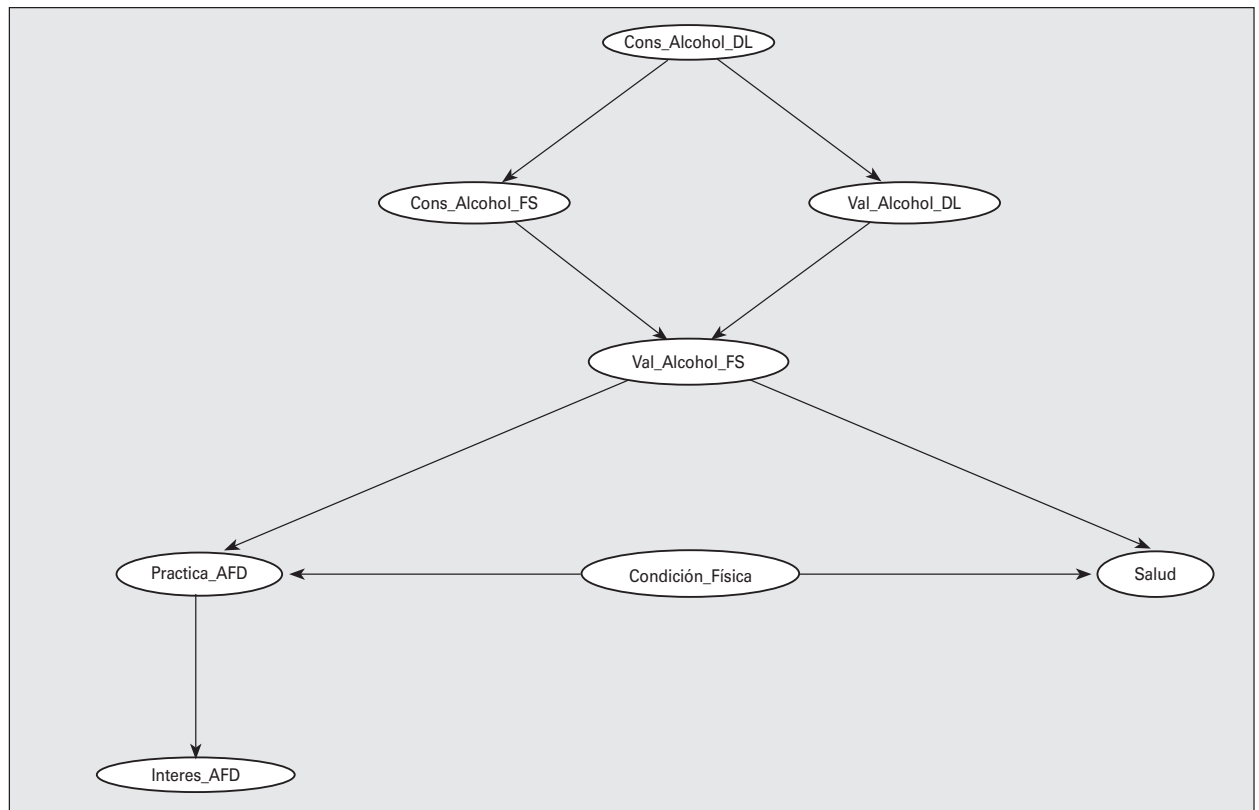 Cons_Alcohol_DL
Cons_Alcohol_FS
Val_Alcohol_DL
Val_Alcohol_FS
Practica_AFD
Condición_Física
Salud
Interes_AFD